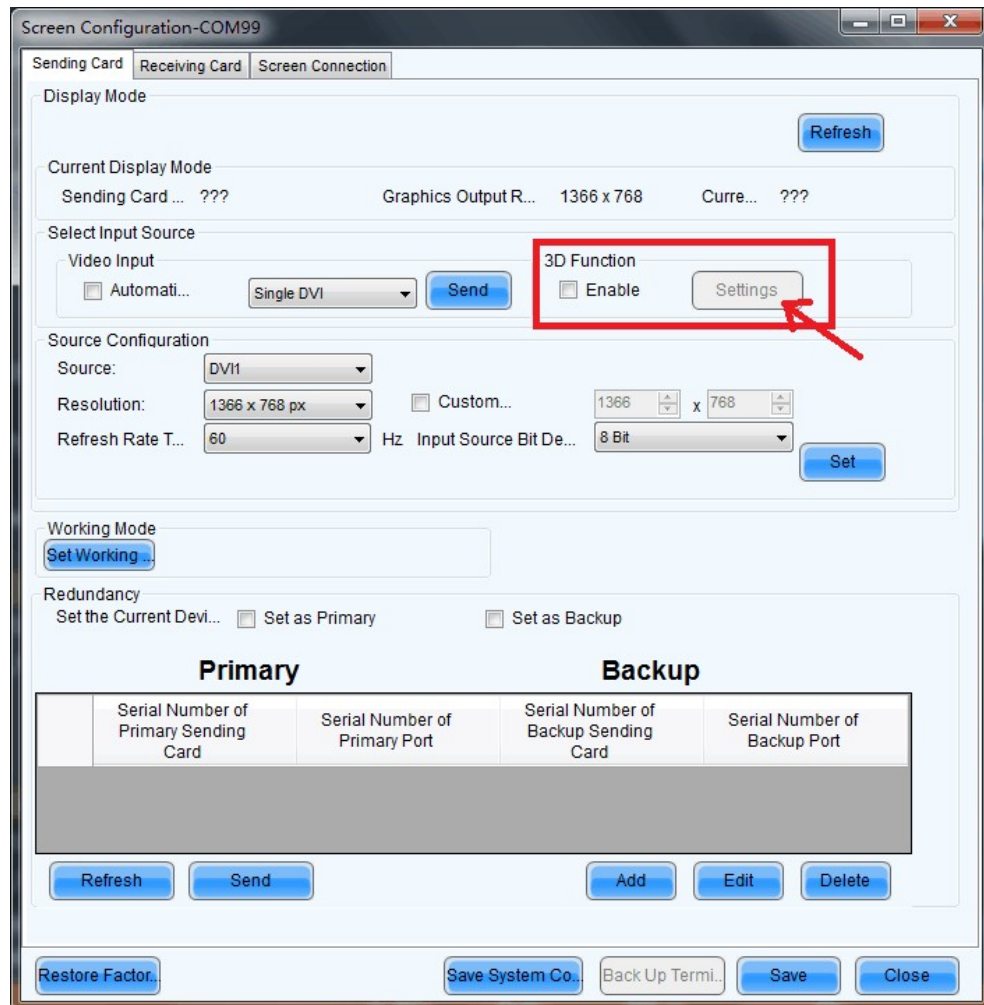 Screen Configuration-COM99
Sending Card Receiving Card Screen Connection
Display Mode
Refresh
Current Display Mode
Sending Card ... ??? Graphics Output R... 1366 x 768 Curre... ???
Select Input Source
Video Input 3D Function
Automati... Single DVI Send Enable Settings
Source Configuration
Source: DVI1
Resolution: 1366 x 768 px Custom... 1366 x 768
Refresh Rate T... 60 Hz Input Source Bit De... 8 Bit
Set
Working Mode
Set Working ...
Redundancy
Set the Current Devi... Set as Primary Set as Backup
Primary Backup
Serial Number of Primary Sending Card Serial Number of Primary Port Serial Number of Backup Sending Card Serial Number of Backup Port
Refresh Send Add Edit Delete
Restore Factor... Save System Co... Back Up Termi... Save Close